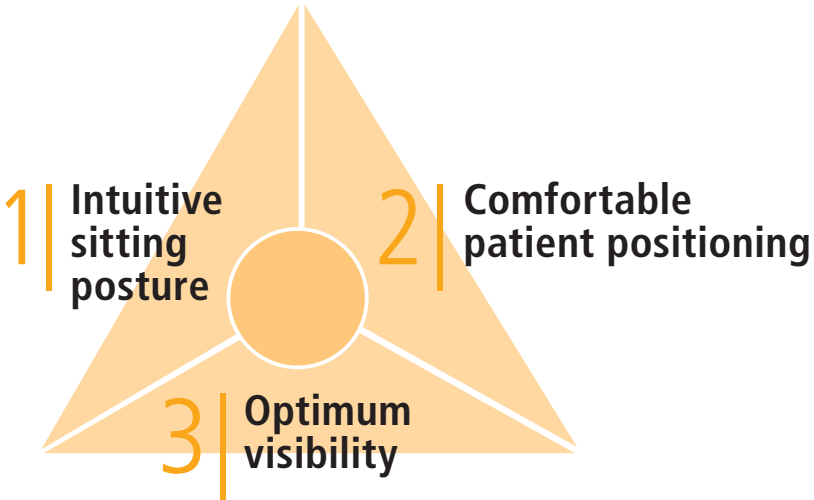 1
Intuitive
sitting
posture
2
Comfortable
patient positioning
3
Optimum
visibility